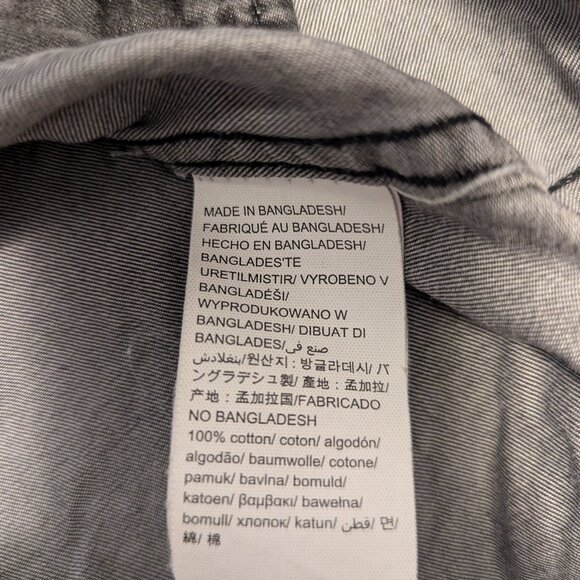 MADE IN BANGLADESH/
FABRIQUÉ AU BANGLADESH/
HECHO EN BANGLADESH/
BANGLADES'TE
URETILMISTIR/ VYROBENO V
BANGLADÉŠI/
WYPRODUKOWANO W
BANGLADESH/ DIBUAT DI
BANGLADES/صنع في
بنغلادش/원산지 : 방글라데시/ バ
ングラデシュ製/ 產地 : 孟加拉/
产地 : 孟加拉国/FABRICADO
NO BANGLADESH
100% cotton/ coton/ algodón/
algodão/ baumwolle/ cotone/
pamuk/ bavlna/ bomuld/
katoen/ βαμβακι/ bawełna/
bomull/ хлопок/ katun/ قطن/ 면/
綿/ 棉